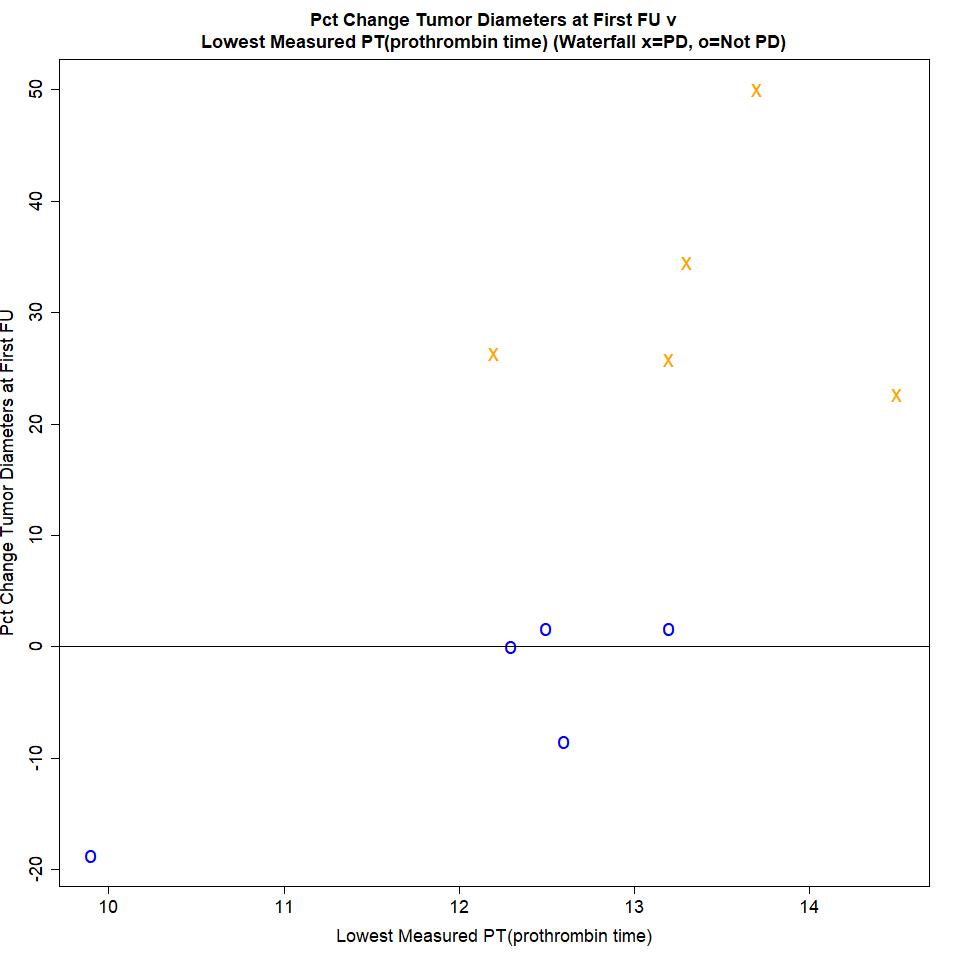 Pct Change Tumor Diameters at First FU v
Lowest Measured PT(prothrombin time) (Waterfall x=PD, o=Not PD)
Pct Change Tumor Diameters at First FU
50
40
30
20
10
0
-10
-20
X
X
X
X
X
O
O
O
O
O
10 11 12 13 14
Lowest Measured PT(prothrombin time)